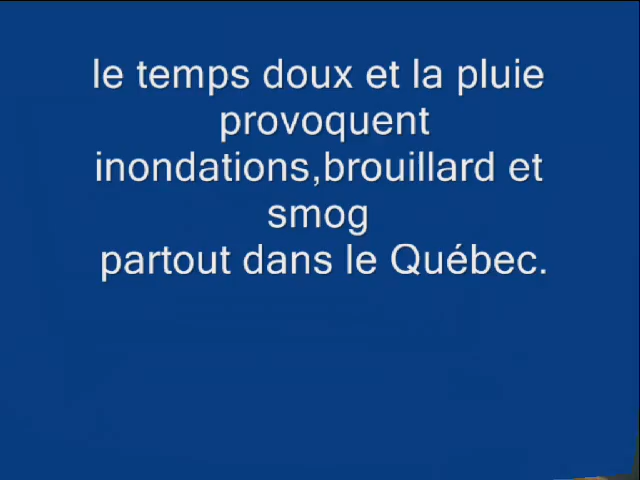 le temps doux et la pluie
provoquent
inondations,brouillard et
smog
partout dans le Québec.